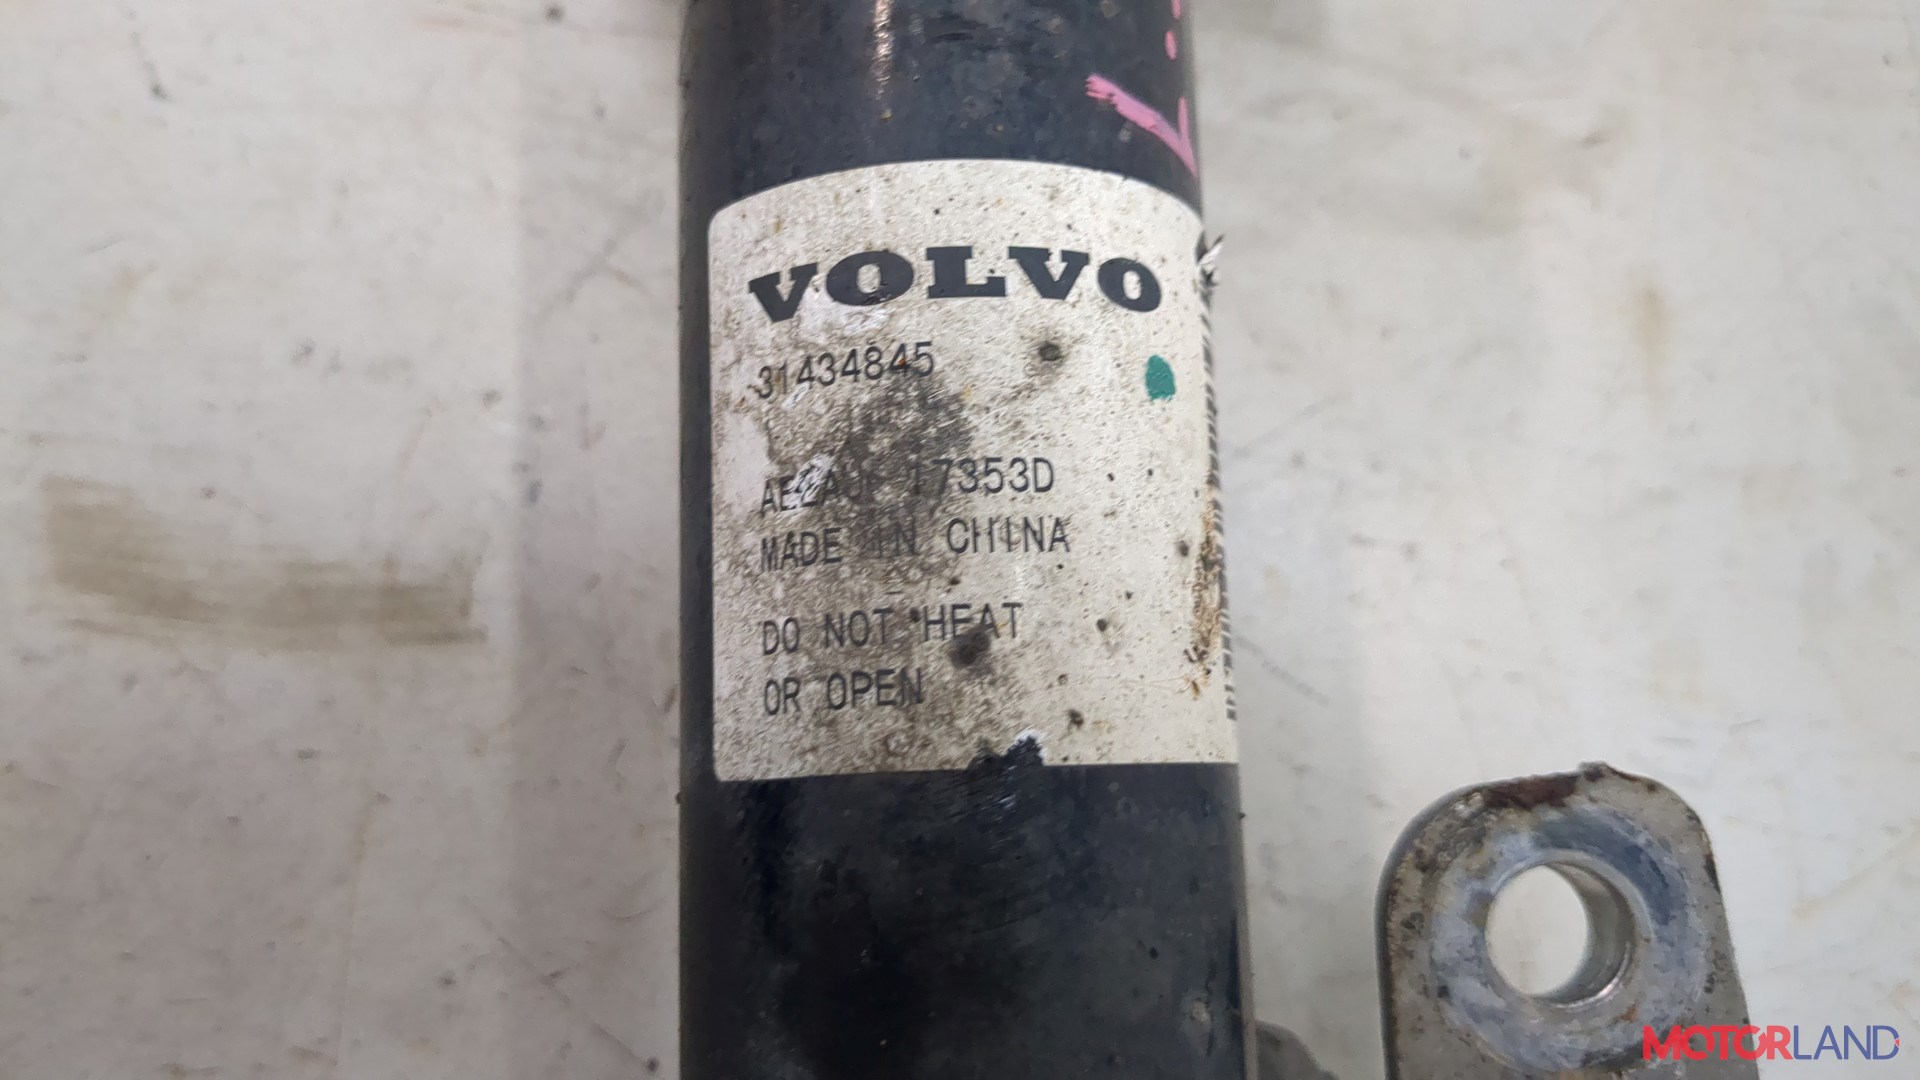 VOLVO
31434845
17353D
MADE IN CHINA
DO NOT HEAT
OR OPEN
MOTORLAND